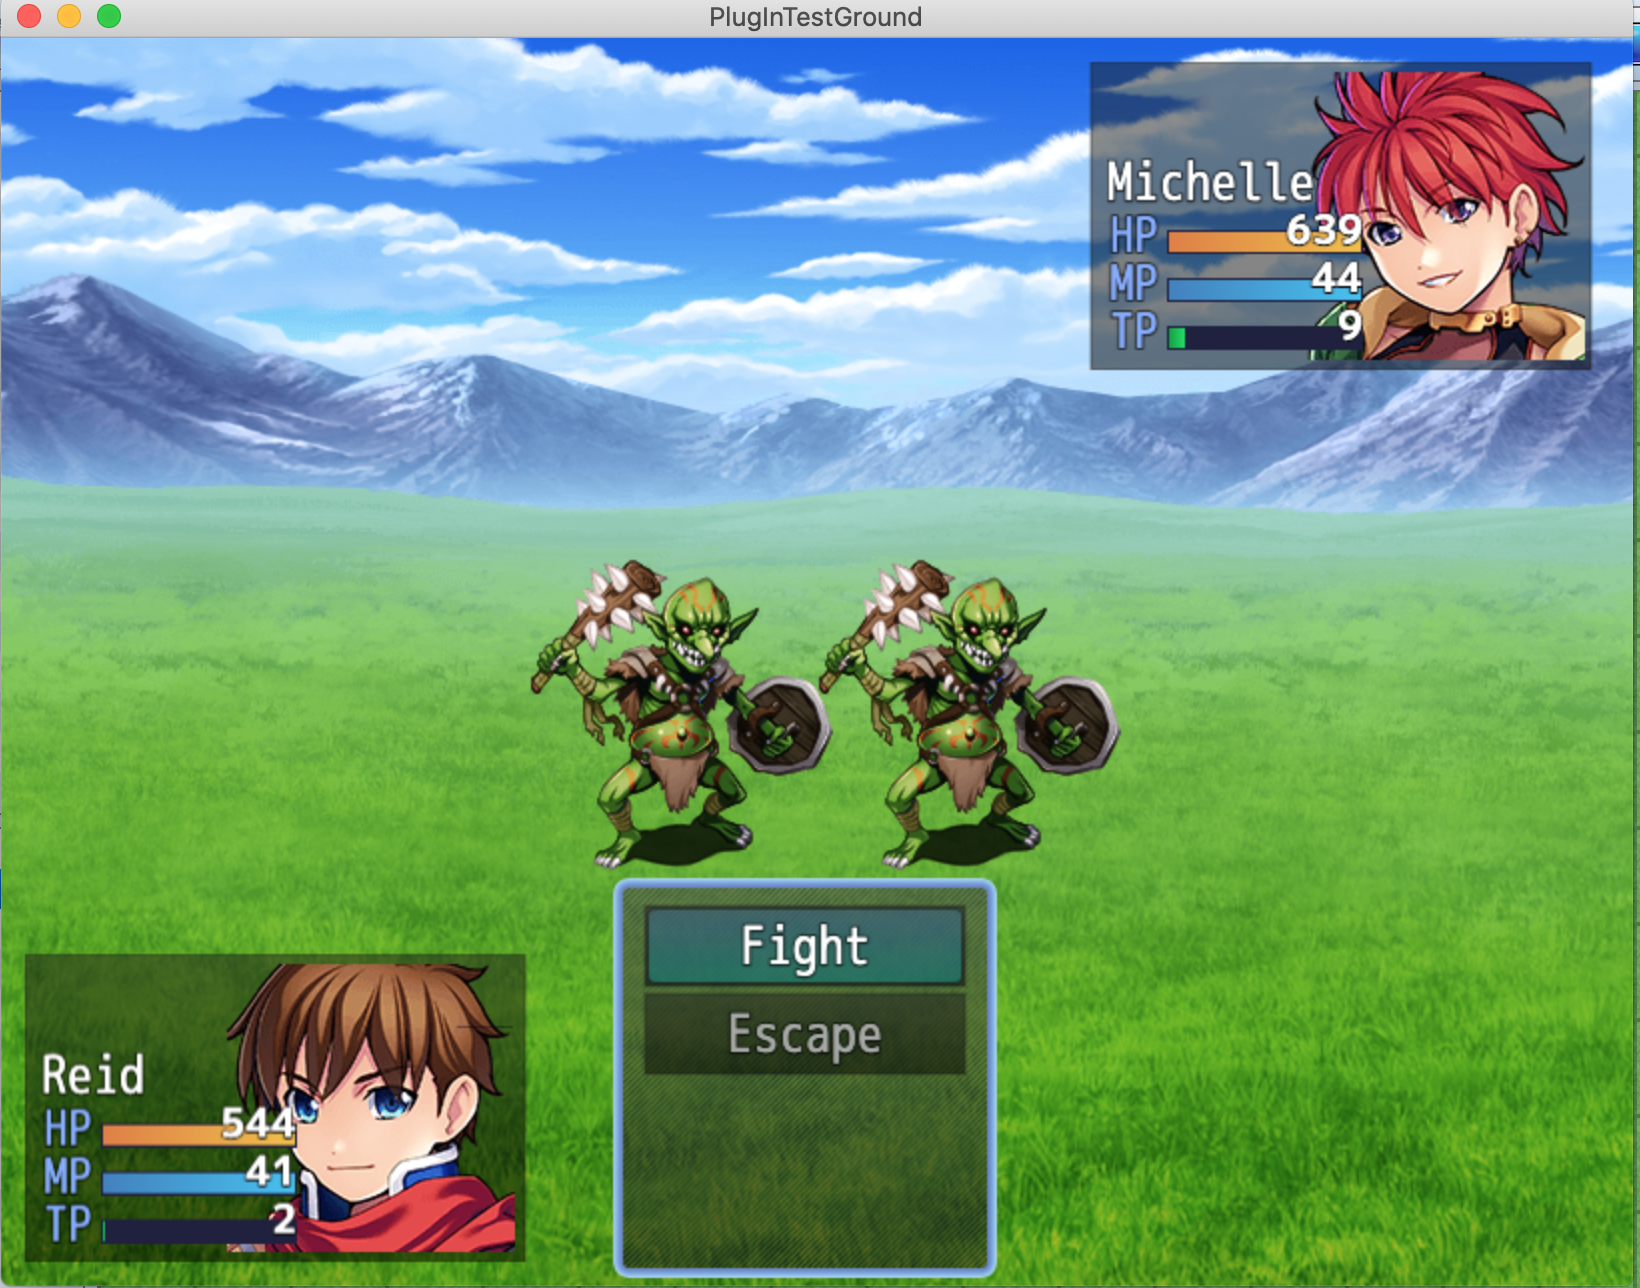 PlugInTestGround
Michelle
HP 639
MP 44
TP 9
Fight
Escape
Reid
HP 544
MP 41
TP 2